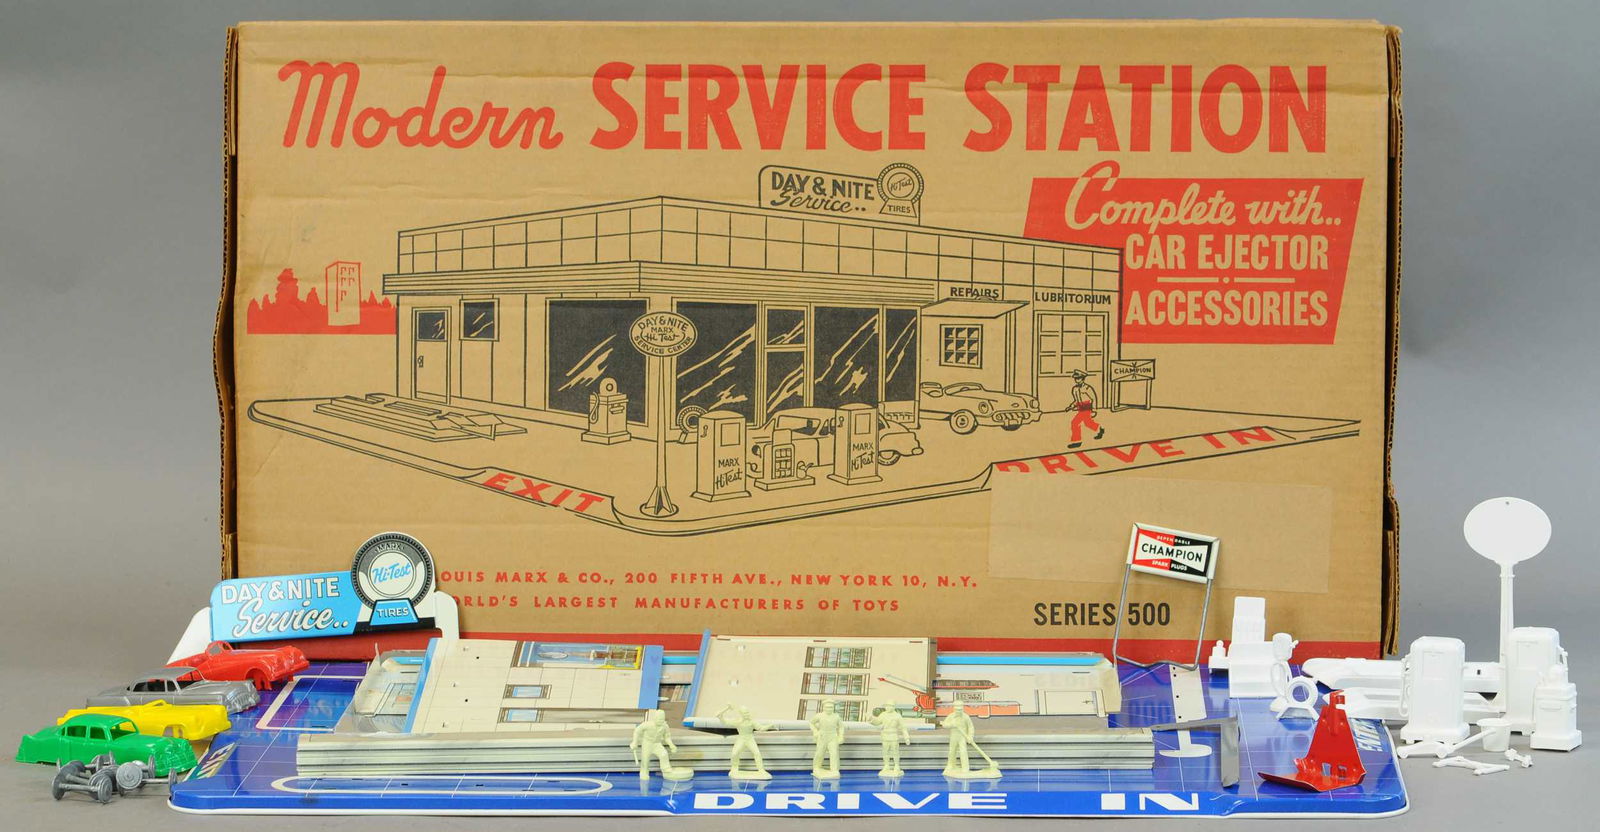 Modern SERVICE STATION
Complete with..
CAR EJECTOR
ACCESSORIES
DAY & NITE
Service..
Hi-Test
TIRES
REPAIRS
LUBRITORIUM
DAY & NITE
MARX
Hi-Test
SERVICE CENTER
CHAMPION
MARX
Hi-Test
MARX
Hi-Test
DRIVE IN
EXIT
OUIS MARX & CO., 200 FIFTH AVE., NEW YORK 10, N.Y.
ORLD'S LARGEST MANUFACTURERS OF TOYS
SERIES 500
DAY & NITE
Service..
MARX
Hi-Test
TIRES
DEPENDABLE
CHAMPION
SPARK PLUGS
DRIVE IN